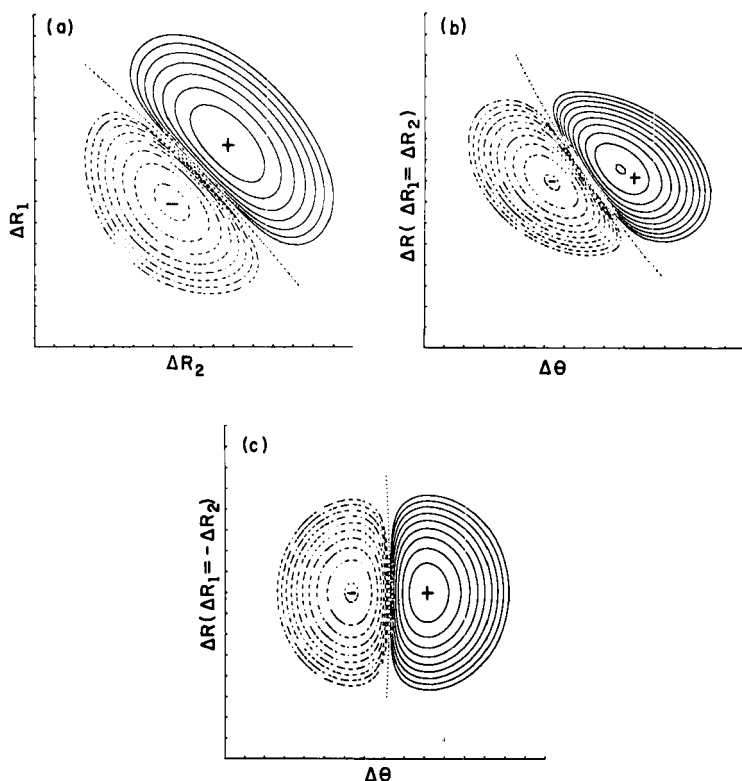 (a)
ΔR₁
+
−
ΔR₂
(b)
ΔR(ΔR₁=ΔR₂)
+
−
Δθ
(c)
ΔR(ΔR₁=-ΔR₂)
−
+
Δθ